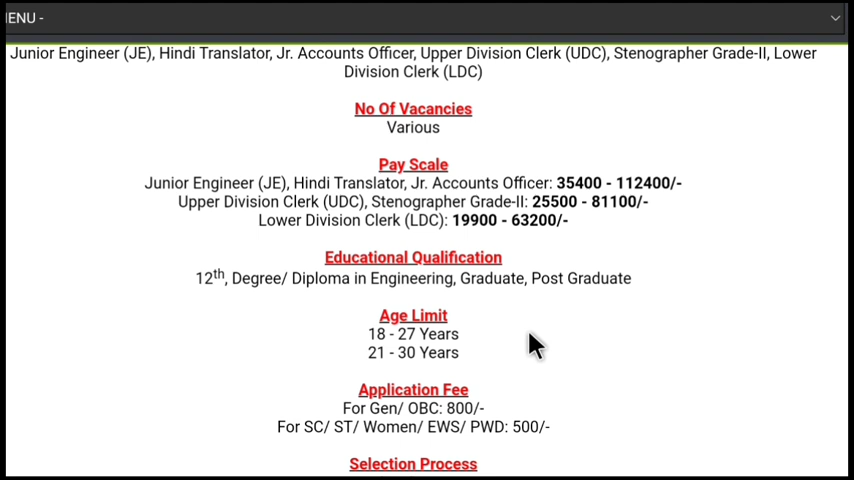 ENU -
Junior Engineer (JE), Hindi Translator, Jr. Accounts Officer, Upper Division Clerk (UDC), Stenographer Grade-II, Lower
Division Clerk (LDC)
No Of Vacancies
Various
Pay Scale
Junior Engineer (JE), Hindi Translator, Jr. Accounts Officer: 35400 - 112400/-
Upper Division Clerk (UDC), Stenographer Grade-II: 25500 - 81100/-
Lower Division Clerk (LDC): 19900 - 63200/-
Educational Qualification
12th, Degree/ Diploma in Engineering, Graduate, Post Graduate
Age Limit
18 - 27 Years
21 - 30 Years
Application Fee
For Gen/ OBC: 800/-
For SC/ ST/ Women/ EWS/ PWD: 500/-
Selection Process